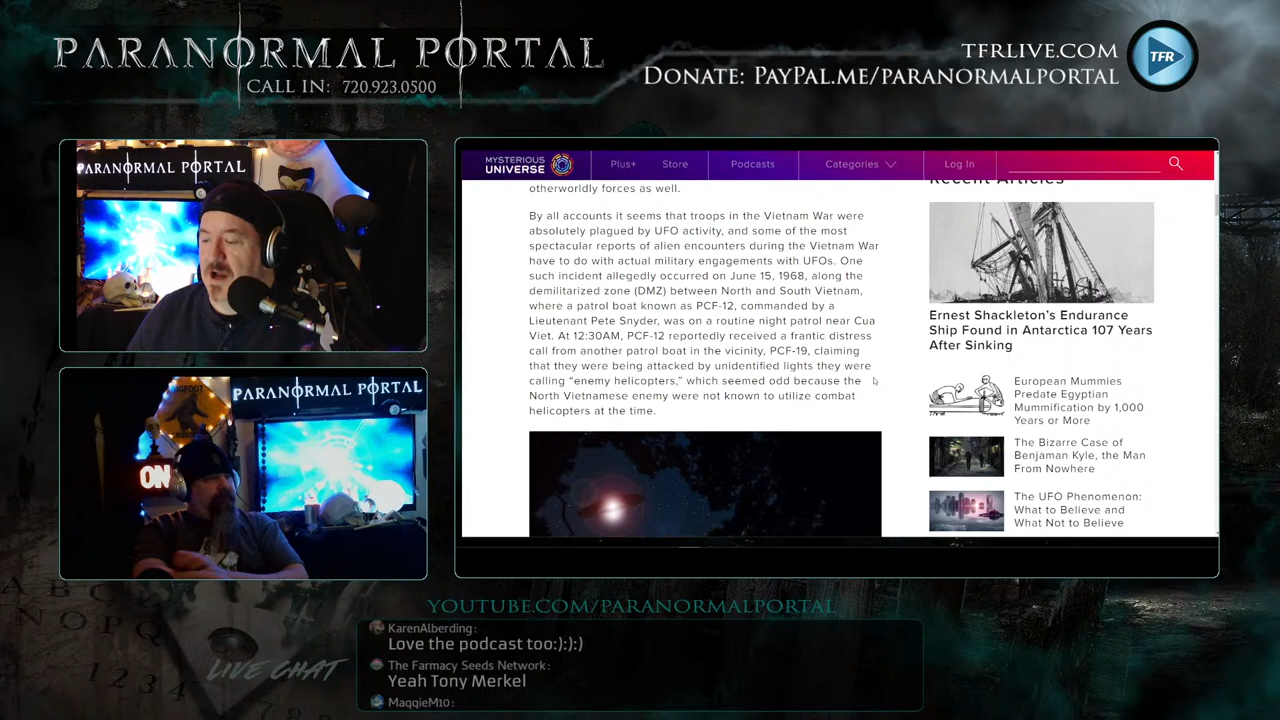 PARANORMAL PORTAL
CALL IN: 720.923.0500
TFRLIVE.COM
DONATE: PAYPAL.ME/PARANORMALPORTAL
TFR
PARANORMAL PORTAL
BIGFOOT
PARANORMAL PORTAL
ON
MYSTERIOUS
UNIVERSE
Plus+
Store
Podcasts
Categories
Log In
otherworldly forces as well.
By all accounts it seems that troops in the Vietnam War were
absolutely plagued by UFO activity, and some of the most
spectacular reports of alien encounters during the Vietnam War
have to do with actual military engagements with UFOs. One
such incident allegedly occurred on June 15, 1968, along the
demilitarized zone (DMZ) between North and South Vietnam,
where a patrol boat known as PCF-12, commanded by a
Lieutenant Pete Snyder, was on a routine night patrol near Cua
Viet. At 12:30AM, PCF-12 reportedly received a frantic distress
call from another patrol boat in the vicinity, PCF-19, claiming
that they were being attacked by unidentified lights they were
calling “enemy helicopters,” which seemed odd because the
North Vietnamese enemy were not known to utilize combat
helicopters at the time.
Recent Articles
Ernest Shackleton’s Endurance
Ship Found in Antarctica 107 Years
After Sinking
European Mummies
Predate Egyptian
Mummification by 1,000
Years or More
The Bizarre Case of
Benjaman Kyle, the Man
From Nowhere
The UFO Phenomenon:
What to Believe and
What Not to Believe
YOUTUBE.COM/PARANORMALPORTAL
A B C
N O P Q
1 2 3 4
LIVE CHAT
KarenAlberding:
Love the podcast too:):):)
The Farmacy Seeds Network:
Yeah Tony Merkel
MaggieM10: